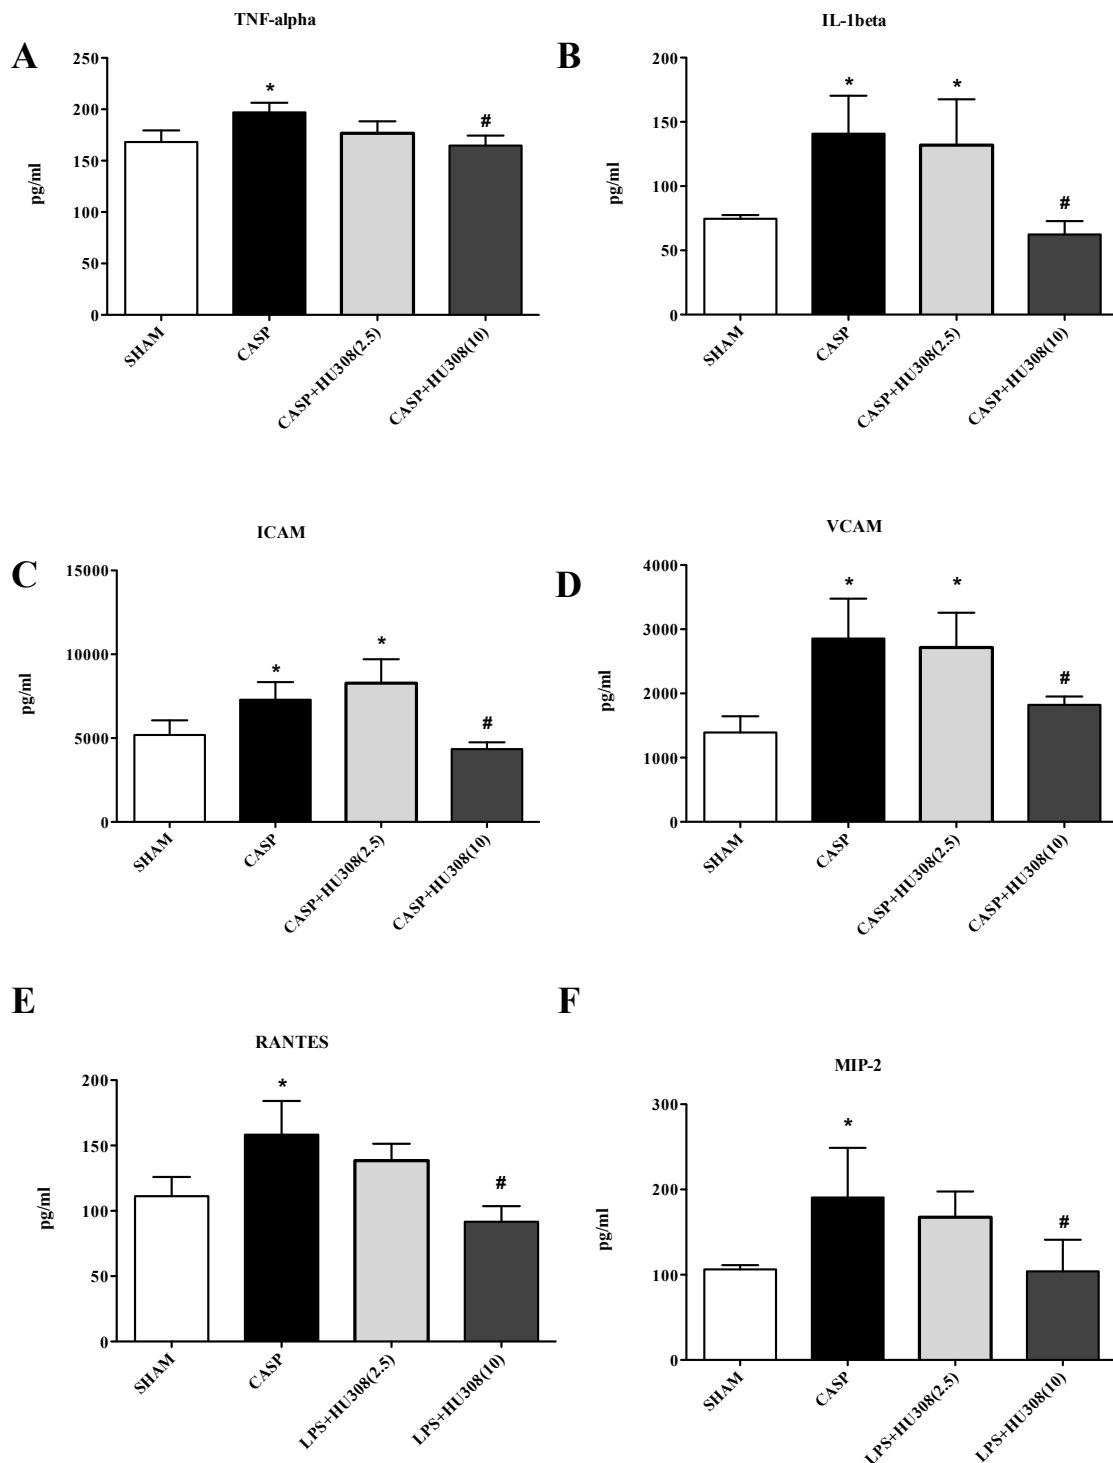 A
TNF-alpha
pg/ml
250
200
150
100
50
0
*
#
SHAM
CASP
CASP+HU308(2.5)
CASP+HU308(10)
B
IL-1beta
pg/ml
200
150
100
50
0
*
*
#
SHAM
CASP
CASP+HU308(2.5)
CASP+HU308(10)
C
ICAM
pg/ml
15000
10000
5000
0
*
*
#
SHAM
CASP
CASP+HU308(2.5)
CASP+HU308(10)
D
VCAM
pg/ml
4000
3000
2000
1000
0
*
*
#
SHAM
CASP
CASP+HU308(2.5)
CASP+HU308(10)
E
RANTES
pg/ml
200
150
100
50
0
*
#
SHAM
CASP
LPS+HU308(2.5)
LPS+HU308(10)
F
MIP-2
pg/ml
300
200
100
0
*
#
SHAM
CASP
LPS+HU308(2.5)
LPS+HU308(10)